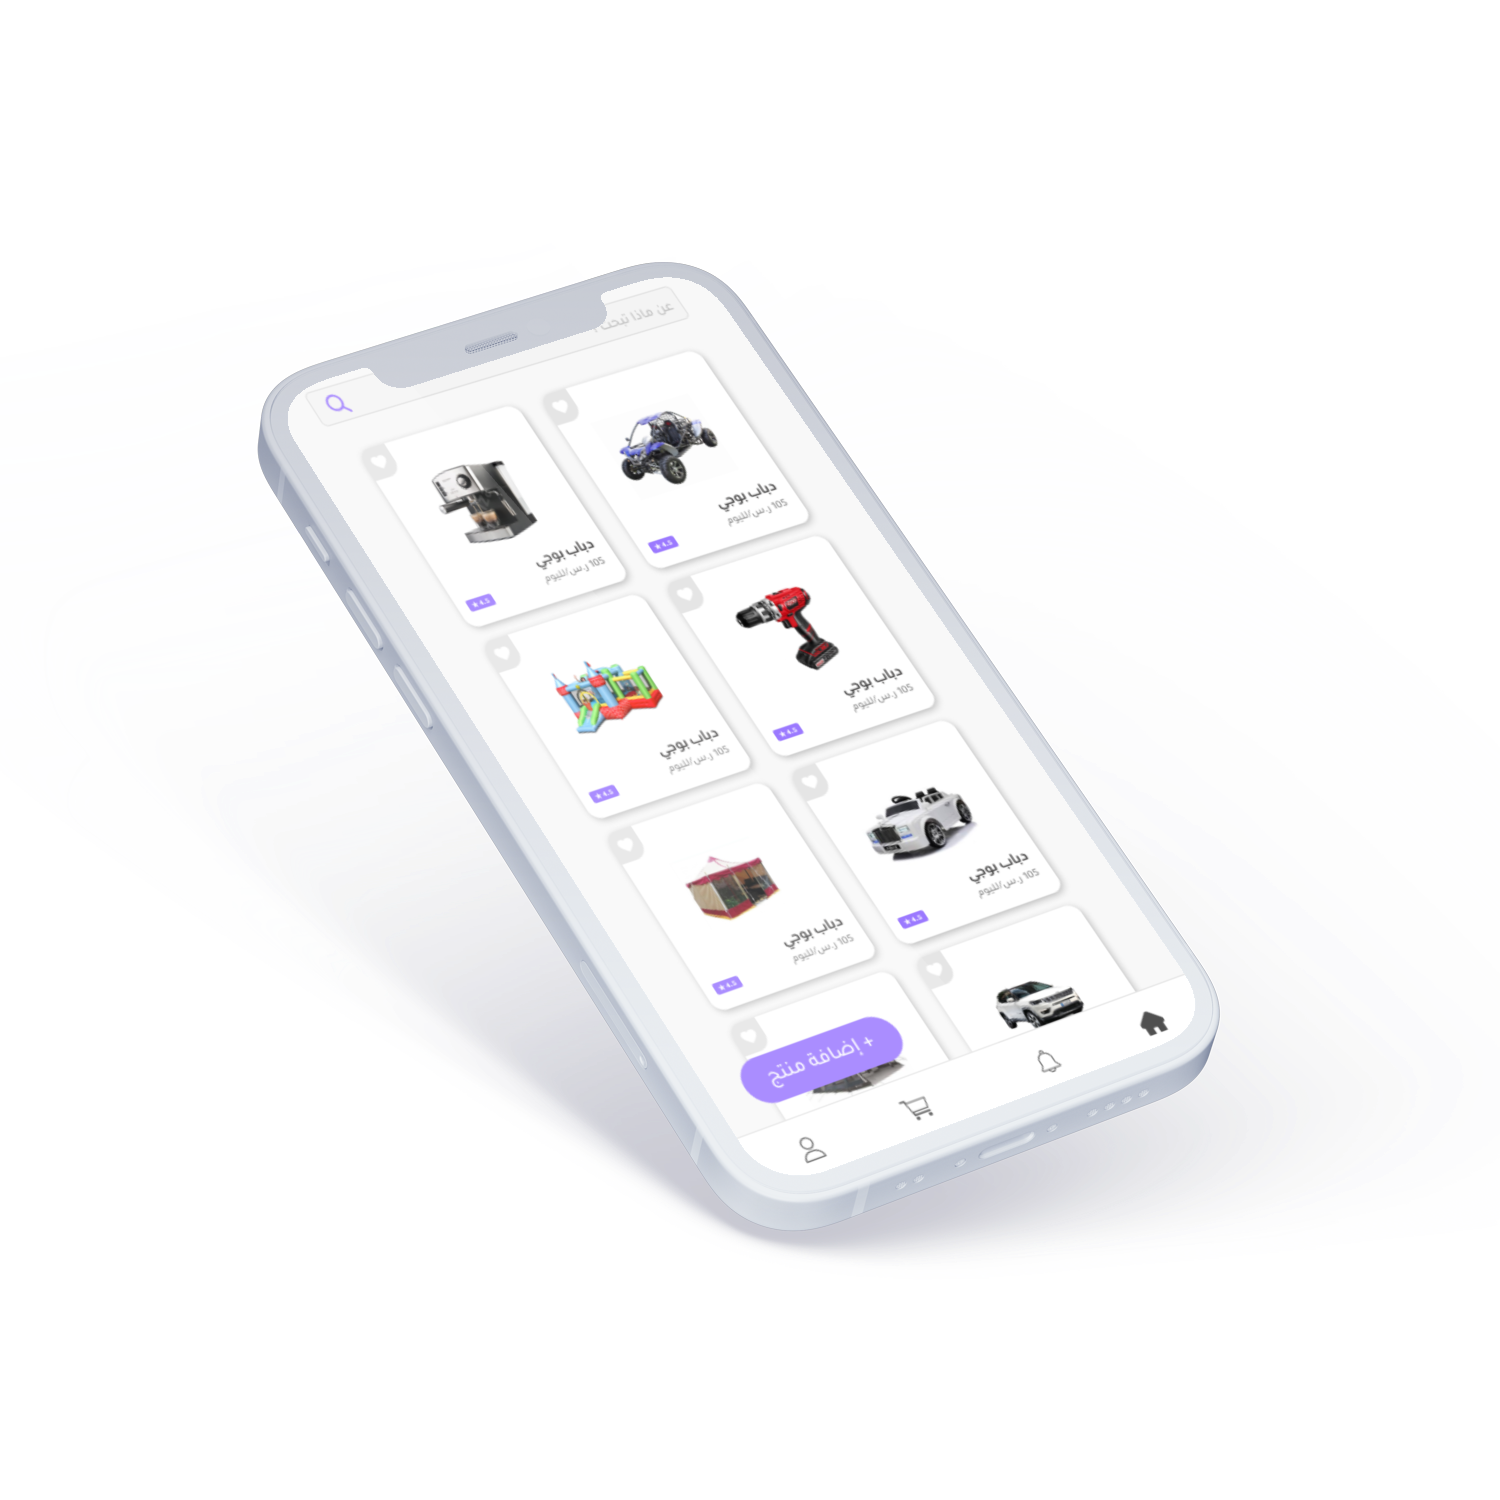 عن ماذا تبحث
دباب بوجي
105 ر.س/لليوم
★ 4.5
دباب بوجي
105 ر.س/لليوم
★ 4.5
دباب بوجي
105 ر.س/لليوم
★ 4.5
دباب بوجي
105 ر.س/لليوم
★ 4.5
دباب بوجي
105 ر.س/لليوم
★ 4.5
دباب بوجي
105 ر.س/لليوم
★ 4.5
+ إضافة منتج